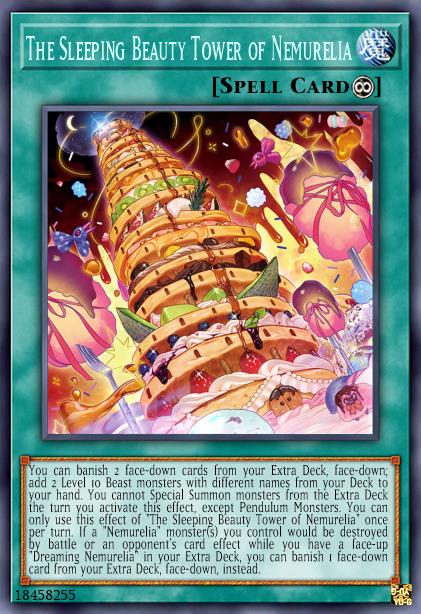 The Sleeping Beauty Tower of Nemurelia
[Spell Card]
You can banish 2 face-down cards from your Extra Deck, face-down;
add 2 Level 10 Beast monsters with different names from your Deck to
your hand. You cannot Special Summon monsters from the Extra Deck
the turn you activate this effect, except Pendulum Monsters. You can
only use this effect of "The Sleeping Beauty Tower of Nemurelia" once
per turn. If a "Nemurelia" monster(s) you control would be destroyed
by battle or an opponent's card effect while you have a face-up
"Dreaming Nemurelia" in your Extra Deck, you can banish 1 face-down
card from your Extra Deck, face-down, instead.
18458255